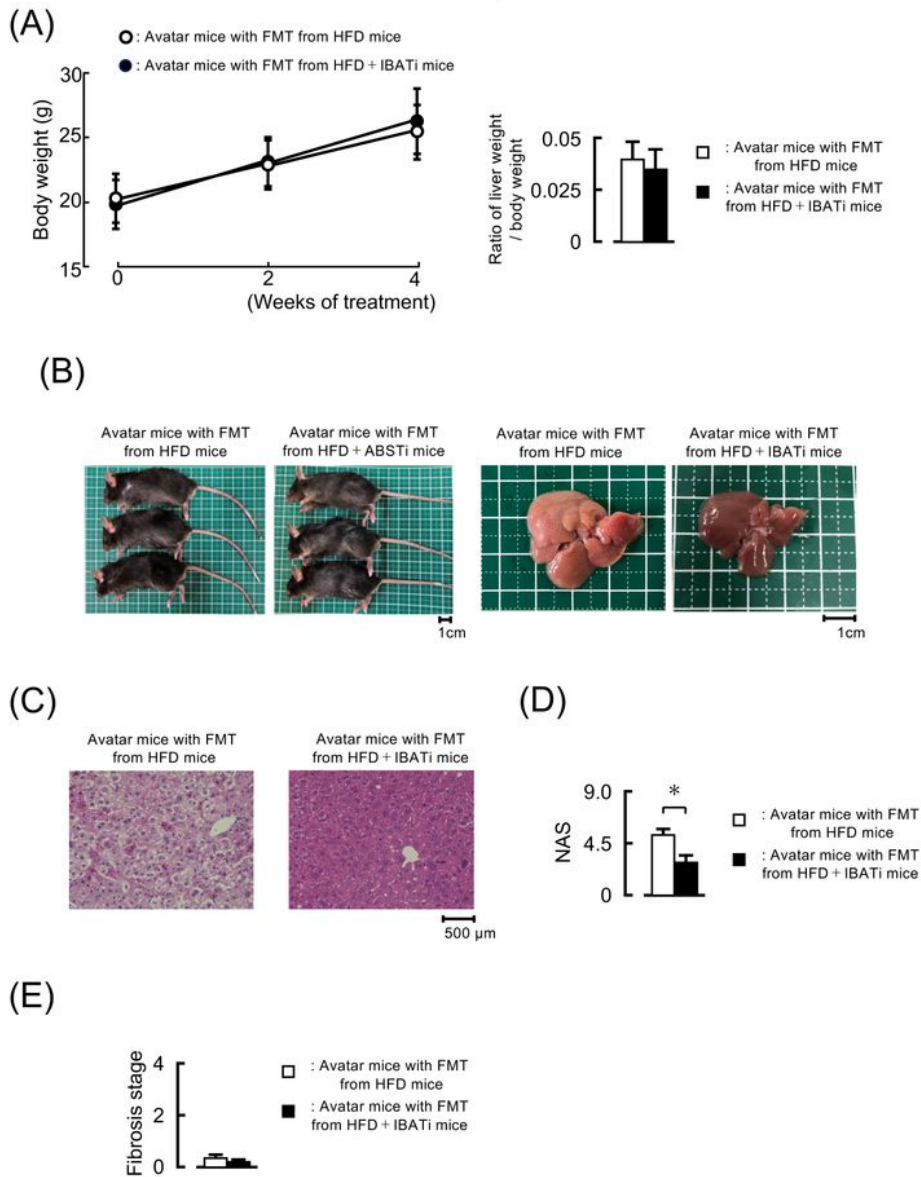 (A)
: Avatar mice with FMT from HFD mice
: Avatar mice with FMT from HFD + IBATi mice
Body weight (g)
30
25
20
15
0
2
4
(Weeks of treatment)
Ratio of liver weight
/ body weight
0.05
0.025
0
: Avatar mice with FMT
from HFD mice
: Avatar mice with FMT
from HFD + IBATi mice
(B)
Avatar mice with FMT
from HFD mice
Avatar mice with FMT
from HFD + ABSTi mice
Avatar mice with FMT
from HFD mice
Avatar mice with FMT
from HFD + IBATi mice
1cm
1cm
(C)
Avatar mice with FMT
from HFD mice
Avatar mice with FMT
from HFD + IBATi mice
500 μm
(D)
NAS
9.0
4.5
0
*
: Avatar mice with FMT
from HFD mice
: Avatar mice with FMT
from HFD + IBATi mice
(E)
Fibrosis stage
4
2
0
: Avatar mice with FMT
from HFD mice
: Avatar mice with FMT
from HFD + IBATi mice